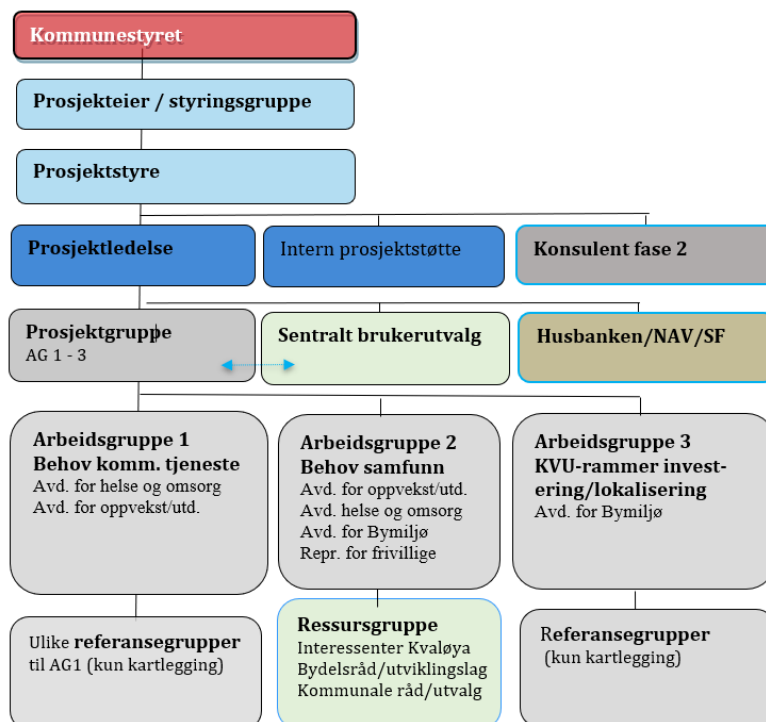 Kommunestyret
Prosjekteier / styringsgruppe
Prosjektstyre
Prosjektledelse
Intern prosjektstøtte
Konsulent fase 2
Prosjektgruppe
AG 1 - 3
Sentralt brukerutvalg
Husbanken/NAV/SF
Arbeidsgruppe 1
Behov komm. tjeneste
Avd. for helse og omsorg
Avd. for oppvekst/utd.
Arbeidsgruppe 2
Behov samfunn
Avd. for oppvekst/utd.
Avd. helse og omsorg
Avd. for Bymiljø
Repr. for frivillige
Arbeidsgruppe 3
KVU-rammer invest-
ering/lokalisering
Avd. for Bymiljø
Ulike referansegrupper
til AG1 (kun kartlegging)
Ressursgruppe
Interessenter Kvaløya
Bydelsråd/utviklingslag
Kommunale råd/utvalg
Referansegrupper
(kun kartlegging)